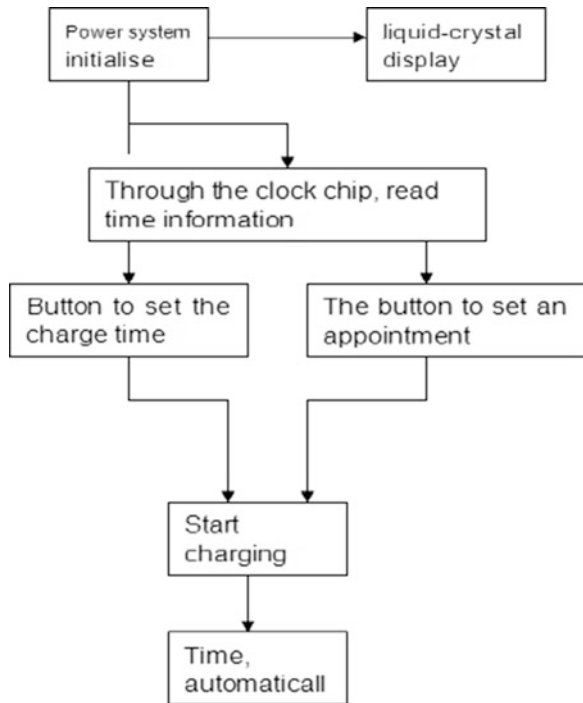 Power system
initialise
liquid-crystal
display
Through the clock chip, read
time information
Button to set the
charge time
The button to set an
appointment
Start
charging
Time,
automaticall